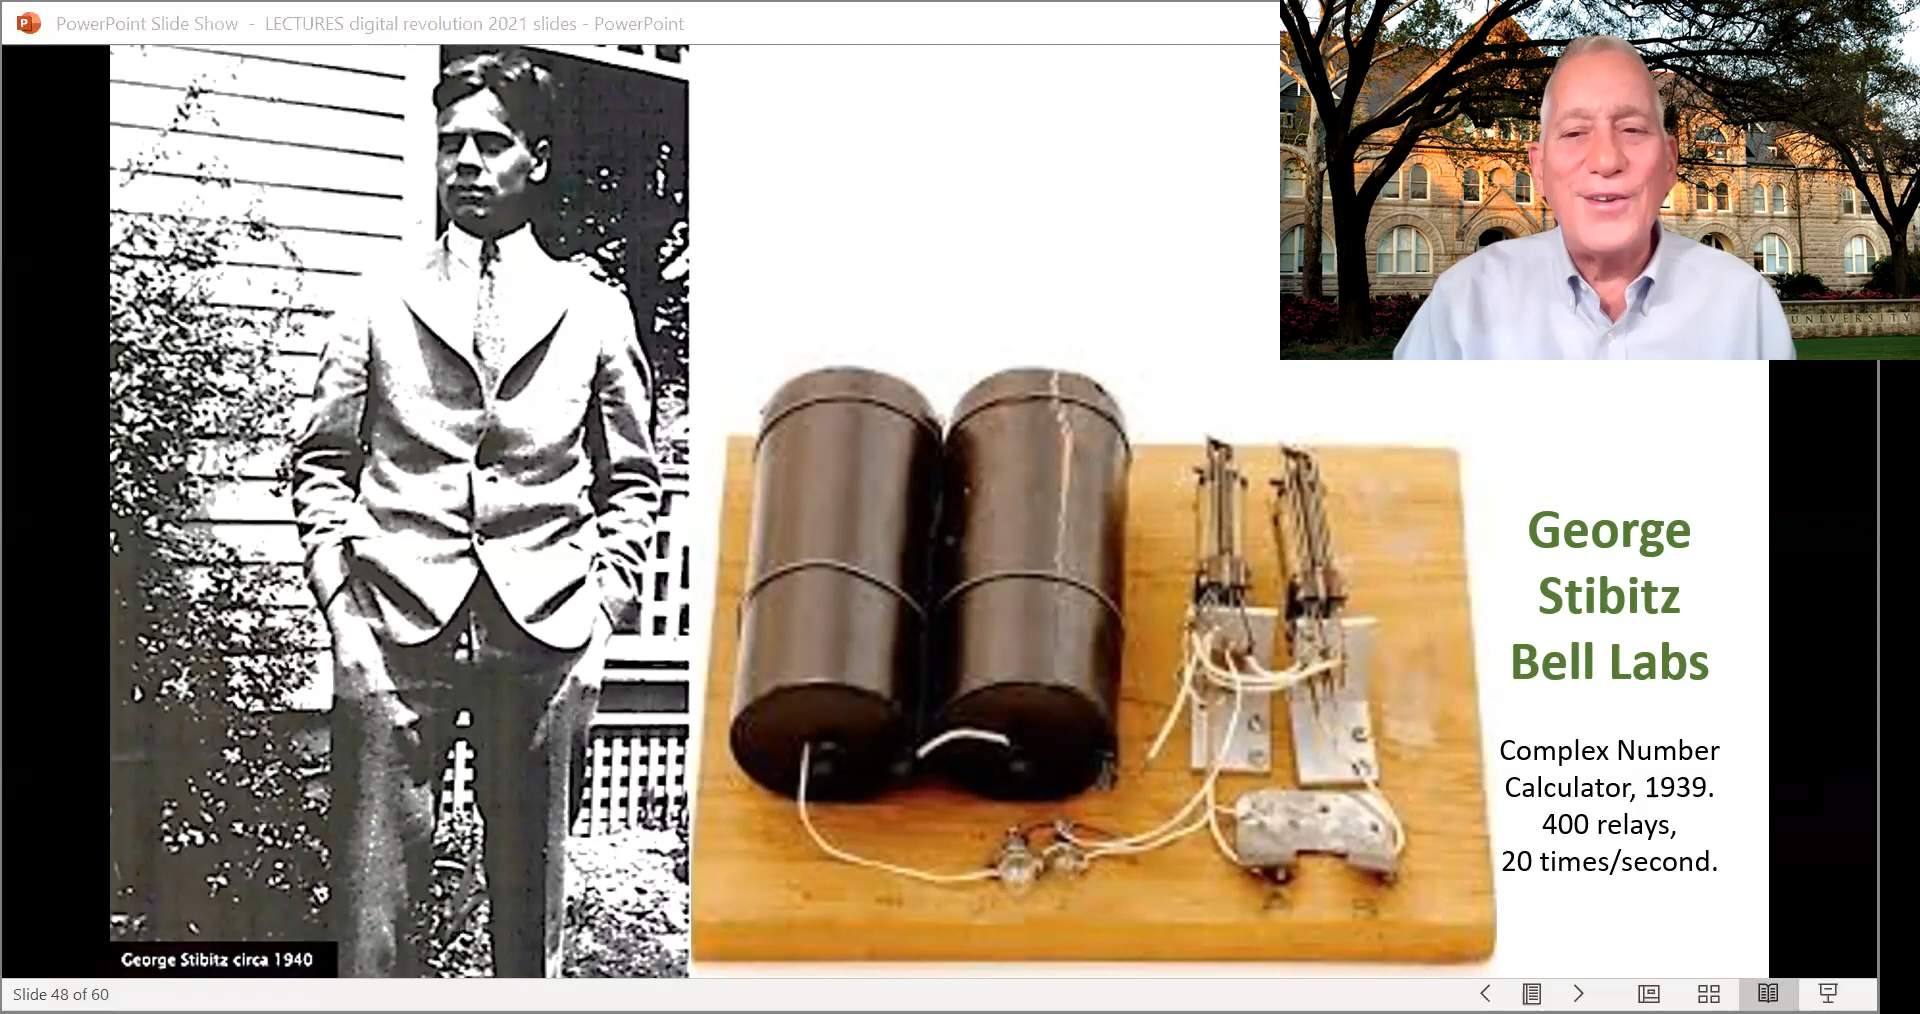 PowerPoint Slide Show - LECTURES digital revolution 2021 slides - PowerPoint
UNIVERSITY
George
Stibitz
Bell Labs
Complex Number
Calculator, 1939.
400 relays,
20 times/second.
George Stibitz circa 1940
Slide 48 of 60